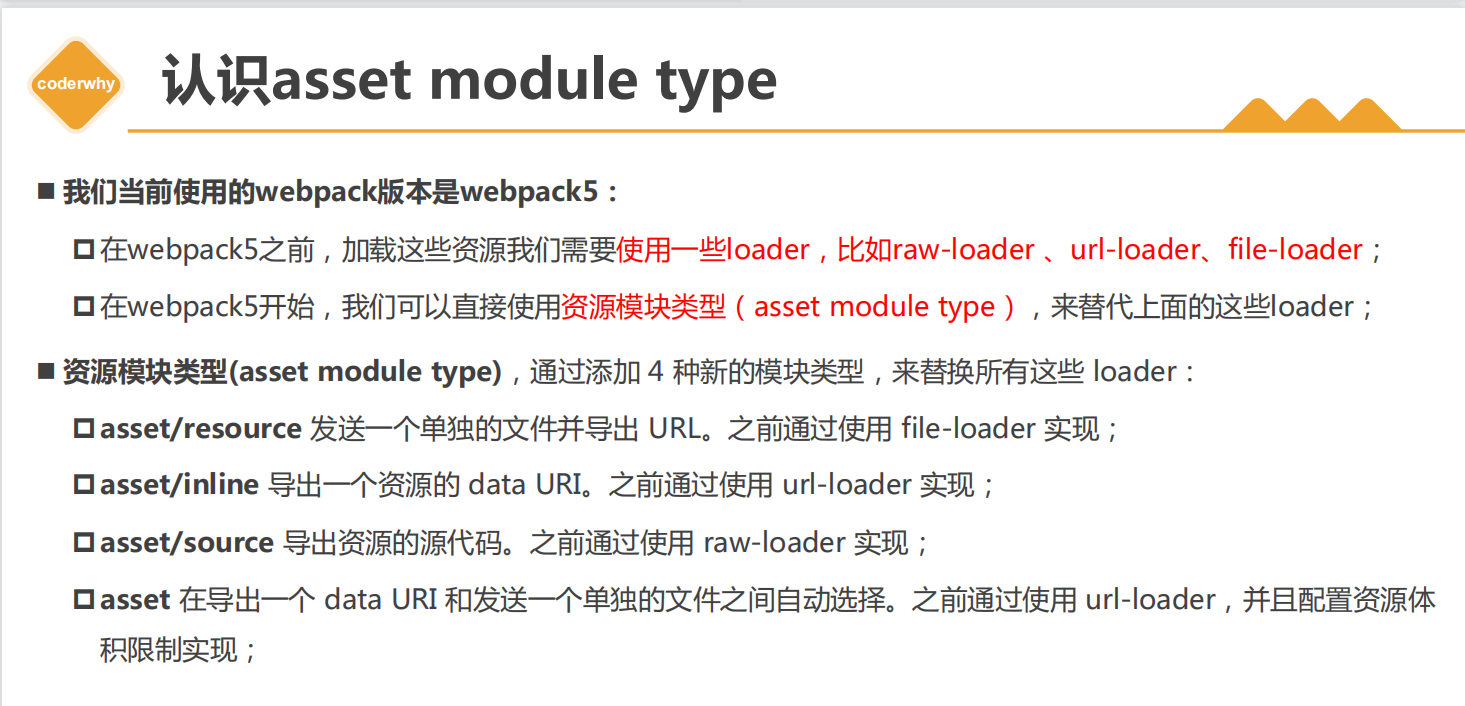 coderwhy
认识asset module type
我们当前使用的webpack版本是webpack5：
在webpack5之前，加载这些资源我们需要使用一些loader，比如raw-loader 、url-loader、file-loader；
在webpack5开始，我们可以直接使用资源模块类型（asset module type），来替代上面的这些loader；
资源模块类型(asset module type)，通过添加 4 种新的模块类型，来替换所有这些 loader：
asset/resource 发送一个单独的文件并导出 URL。之前通过使用 file-loader 实现；
asset/inline 导出一个资源的 data URI。之前通过使用 url-loader 实现；
asset/source 导出资源的源代码。之前通过使用 raw-loader 实现；
asset 在导出一个 data URI 和发送一个单独的文件之间自动选择。之前通过使用 url-loader，并且配置资源体
积限制实现；